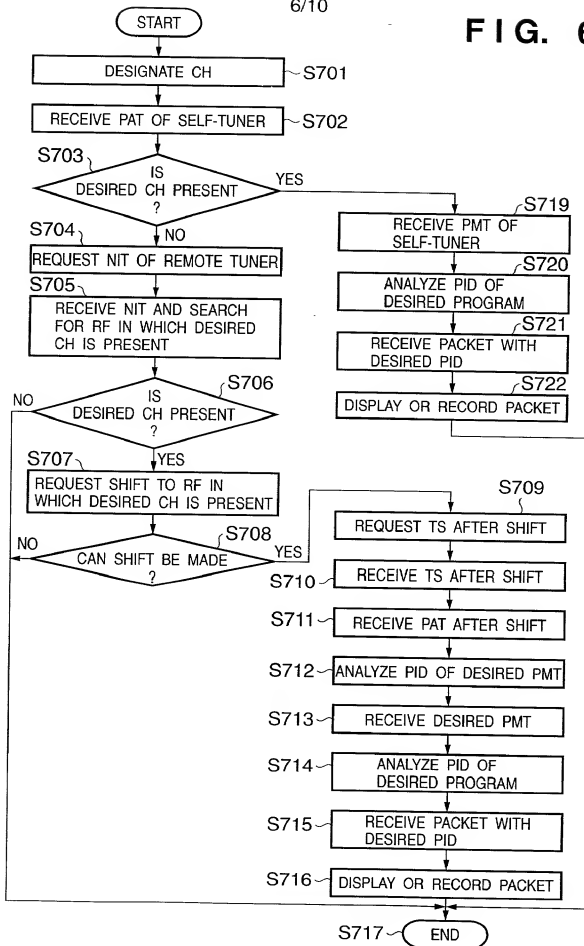 6/10
FIG. 6
START
DESIGNATE CH
S701
RECEIVE PAT OF SELF-TUNER
S702
S703
IS
DESIRED CH PRESENT
?
YES
NO
S704
REQUEST NIT OF REMOTE TUNER
S705
RECEIVE NIT AND SEARCH
FOR RF IN WHICH DESIRED
CH IS PRESENT
S706
IS
DESIRED CH PRESENT
?
NO
YES
S707
REQUEST SHIFT TO RF IN
WHICH DESIRED CH IS PRESENT
S708
CAN SHIFT BE MADE
?
NO
YES
S719
RECEIVE PMT OF
SELF-TUNER
S720
ANALYZE PID OF
DESIRED PROGRAM
S721
RECEIVE PACKET WITH
DESIRED PID
S722
DISPLAY OR RECORD PACKET
S709
REQUEST TS AFTER SHIFT
S710
RECEIVE TS AFTER SHIFT
S711
RECEIVE PAT AFTER SHIFT
S712
ANALYZE PID OF DESIRED PMT
S713
RECEIVE DESIRED PMT
S714
ANALYZE PID OF
DESIRED PROGRAM
S715
RECEIVE PACKET WITH
DESIRED PID
S716
DISPLAY OR RECORD PACKET
S717
END